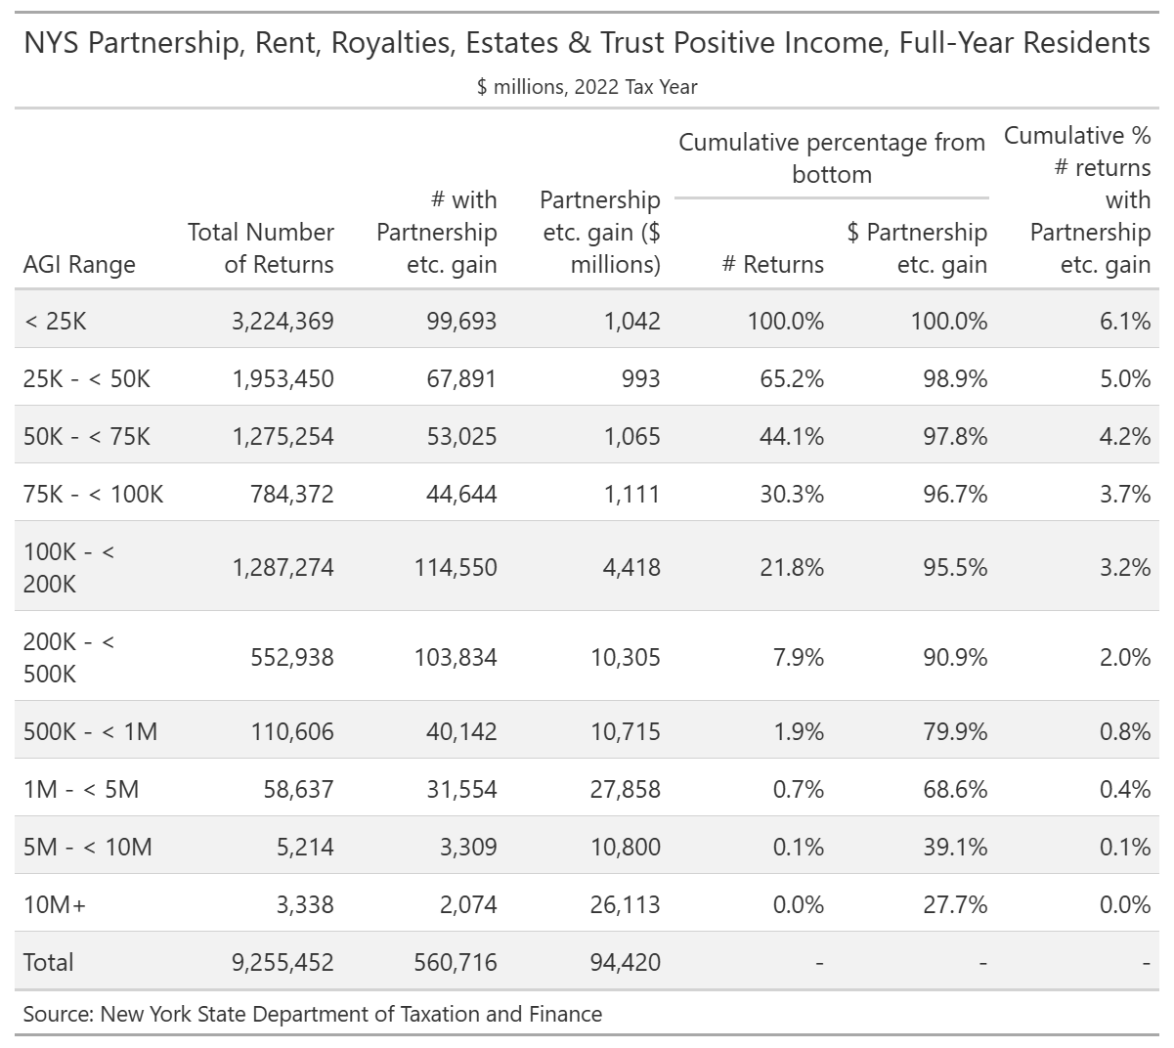 NYS Partnership, Rent, Royalties, Estates & Trust Positive Income, Full-Year Residents
$ millions, 2022 Tax Year
Cumulative percentage from bottom
AGI Range | Total Number of Returns | # with Partnership etc. gain | Partnership etc. gain ($ millions) | # Returns | $ Partnership etc. gain | Cumulative % # returns with Partnership etc. gain
< 25K 3,224,369 99,693 1,042 100.0% 100.0% 6.1%
25K - < 50K 1,953,450 67,891 993 65.2% 98.9% 5.0%
50K - < 75K 1,275,254 53,025 1,065 44.1% 97.8% 4.2%
75K - < 100K 784,372 44,644 1,111 30.3% 96.7% 3.7%
100K - < 200K 1,287,274 114,550 4,418 21.8% 95.5% 3.2%
200K - < 500K 552,938 103,834 10,305 7.9% 90.9% 2.0%
500K - < 1M 110,606 40,142 10,715 1.9% 79.9% 0.8%
1M - < 5M 58,637 31,554 27,858 0.7% 68.6% 0.4%
5M - < 10M 5,214 3,309 10,800 0.1% 39.1% 0.1%
10M+ 3,338 2,074 26,113 0.0% 27.7% 0.0%
Total 9,255,452 560,716 94,420 - - -
Source: New York State Department of Taxation and Finance